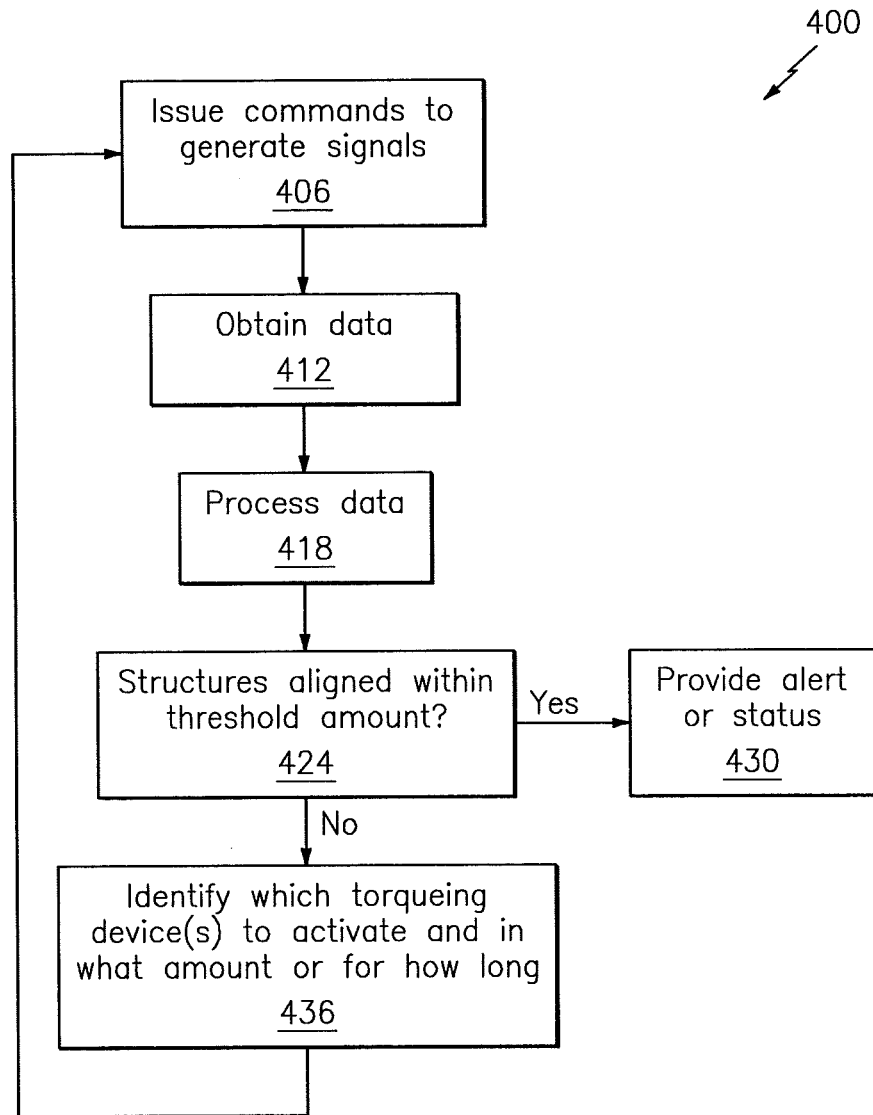 400
Issue commands to
generate signals
406
Obtain data
412
Process data
418
Structures aligned within
threshold amount?
424
Yes
Provide alert
or status
430
No
Identify which torqueing
device(s) to activate and in
what amount or for how long
436